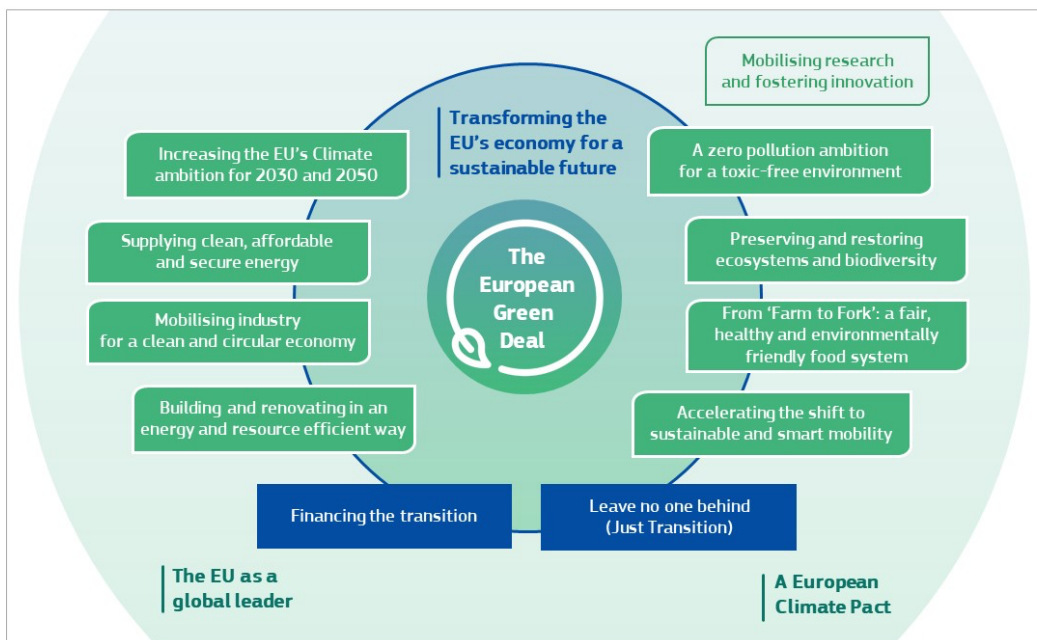 Mobilising research
and fostering innovation
Transforming the
EU's economy for a
sustainable future
Increasing the EU's Climate
ambition for 2030 and 2050
A zero pollution ambition
for a toxic-free environment
Supplying clean, affordable
and secure energy
Preserving and restoring
ecosystems and biodiversity
The
European
Green
Deal
Mobilising industry
for a clean and circular economy
From ‘Farm to Fork’: a fair,
healthy and environmentally
friendly food system
Building and renovating in an
energy and resource efficient way
Accelerating the shift to
sustainable and smart mobility
Financing the transition
Leave no one behind
(Just Transition)
The EU as a
global leader
A European
Climate Pact